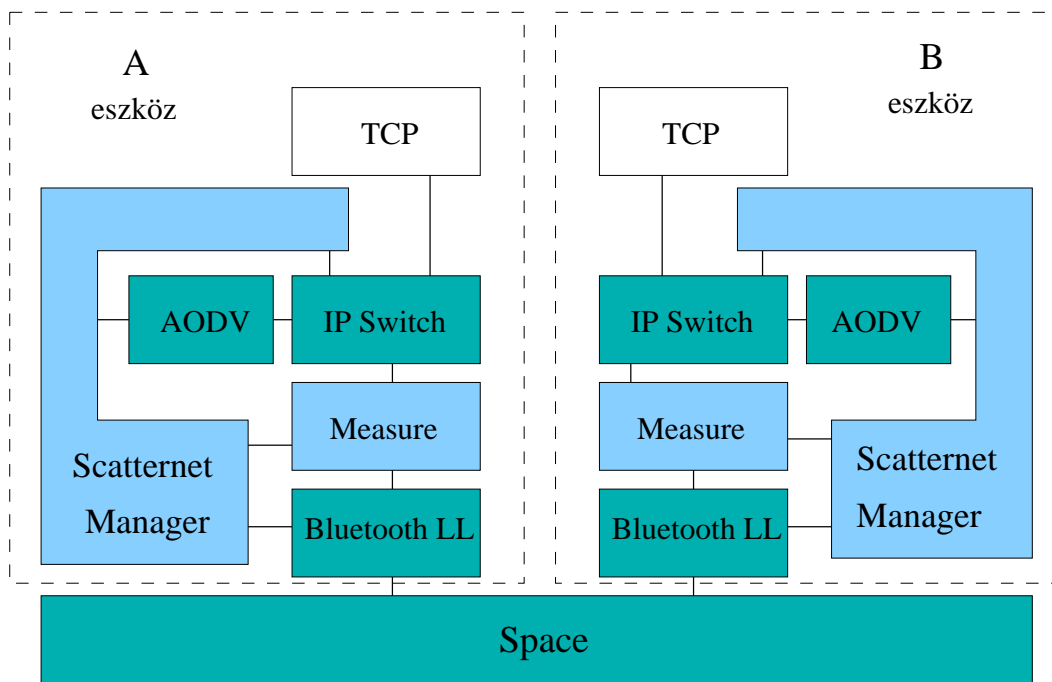 A
eszköz
TCP
AODV
IP Switch
Measure
Scatternet
Manager
Bluetooth LL
B
eszköz
TCP
IP Switch
AODV
Measure
Scatternet
Manager
Bluetooth LL
Space